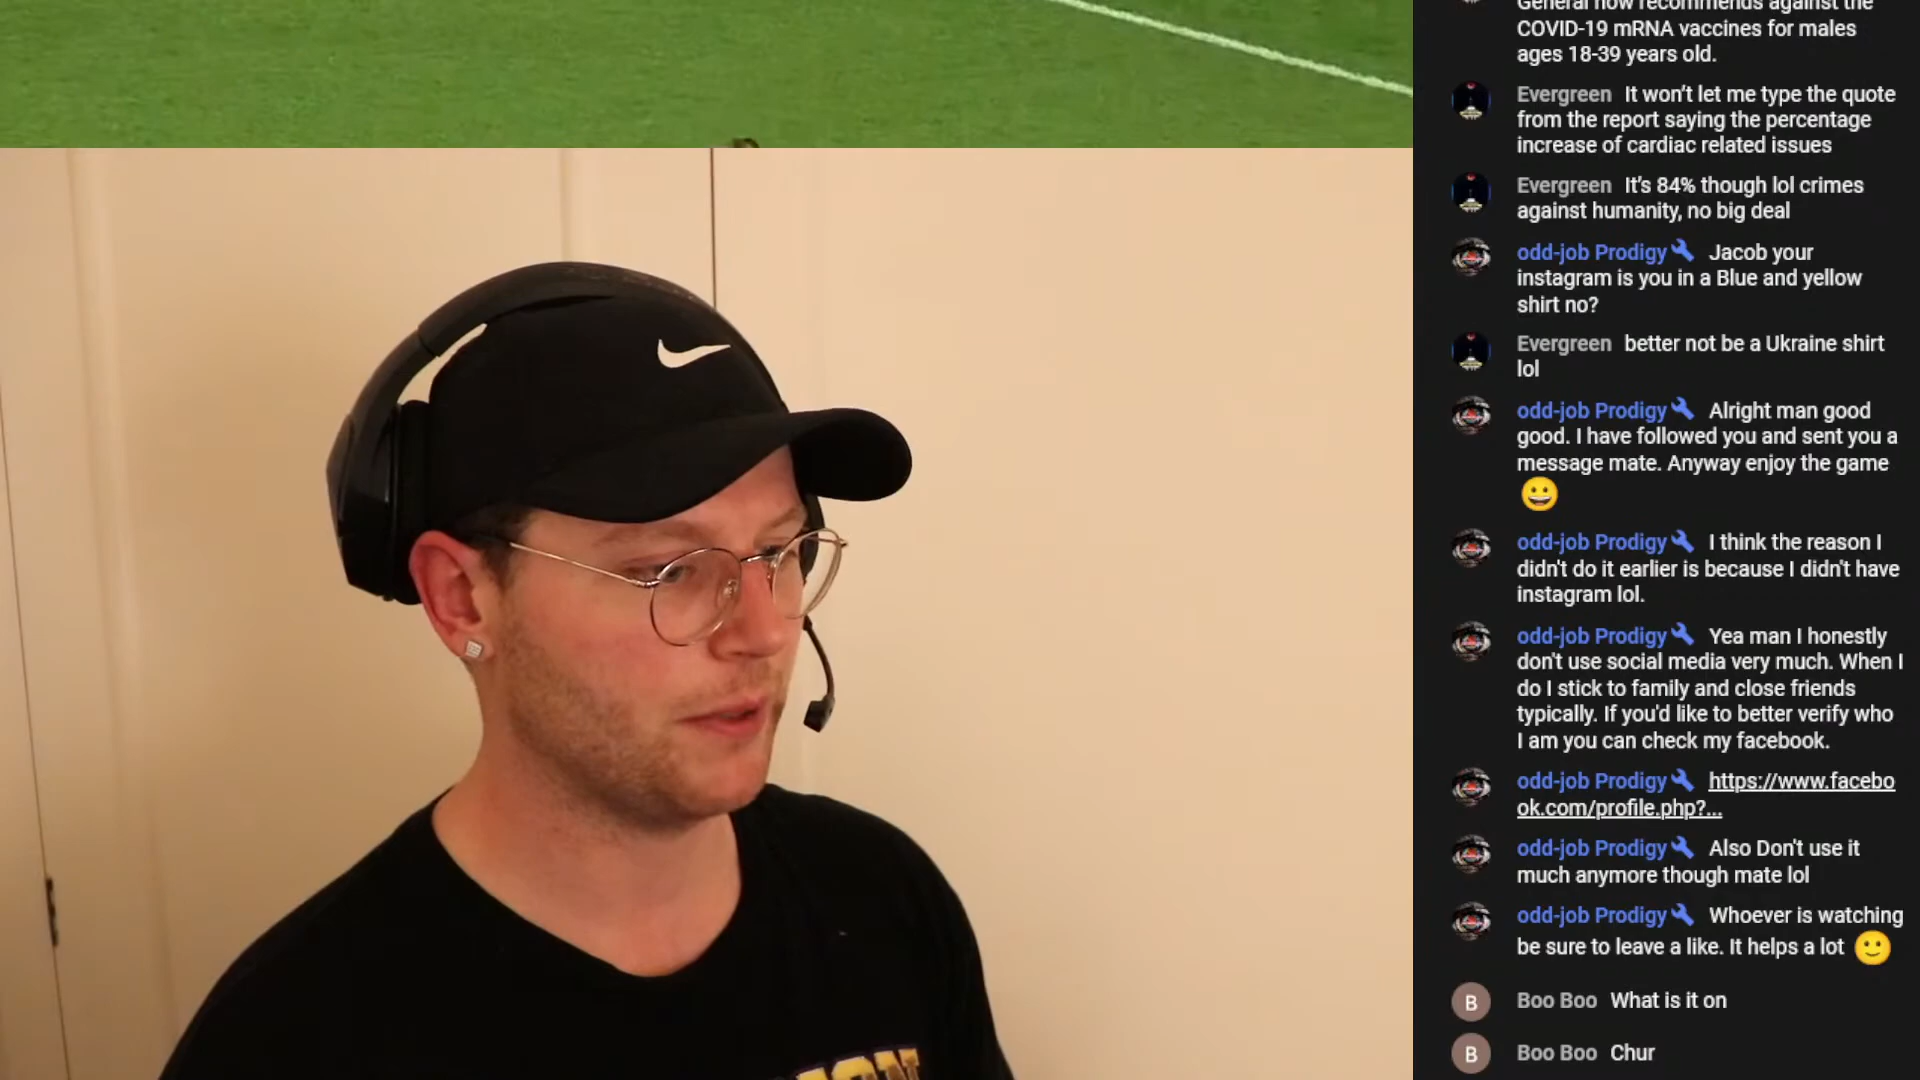 General now recommends against the
COVID-19 mRNA vaccines for males
ages 18-39 years old.
Evergreen It won't let me type the quote
from the report saying the percentage
increase of cardiac related issues
Evergreen It's 84% though lol crimes
against humanity, no big deal
odd-job Prodigy Jacob your
instagram is you in a Blue and yellow
shirt no?
Evergreen better not be a Ukraine shirt
lol
odd-job Prodigy Alright man good
good. I have followed you and sent you a
message mate. Anyway enjoy the game
😀
odd-job Prodigy I think the reason I
didn't do it earlier is because I didn't have
instagram lol.
odd-job Prodigy Yea man I honestly
don't use social media very much. When I
do I stick to family and close friends
typically. If you'd like to better verify who
I am you can check my facebook.
odd-job Prodigy https://www.facebo
ok.com/profile.php?...
odd-job Prodigy Also Don't use it
much anymore though mate lol
odd-job Prodigy Whoever is watching
be sure to leave a like. It helps a lot 🙂
B Boo Boo What is it on
B Boo Boo Chur